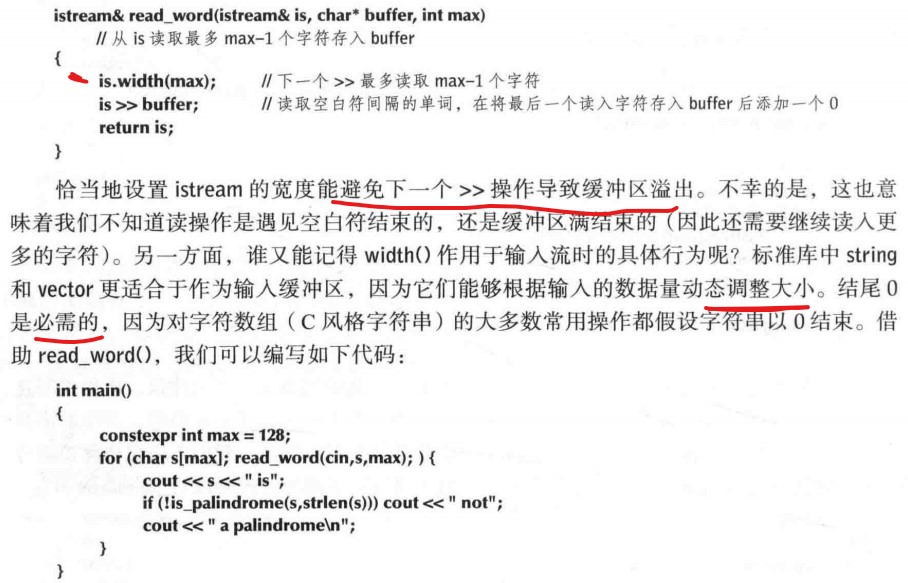 istream& read_word(istream& is, char* buffer, int max)
// 从 is 读取最多 max–1 个字符存入 buffer
{
is.width(max); // 下一个 >> 最多读取 max–1 个字符
is >> buffer; // 读取空白符间隔的单词，在将最后一个读入字符存入 buffer 后添加一个 0
return is;
}
恰当地设置 istream 的宽度能避免下一个 >> 操作导致缓冲区溢出。不幸的是，这也意
味着我们不知道读操作是遇见空白符结束的，还是缓冲区满结束的（因此还需要继续读入更
多的字符）。另一方面，谁又能记得 width() 作用于输入流时的具体行为呢？标准库中 string
和 vector 更适合于作为输入缓冲区，因为它们能够根据输入的数据量动态调整大小。结尾 0
是必需的，因为对字符数组（C 风格字符串）的大多数常用操作都假设字符串以 0 结束。借
助 read_word()，我们可以编写如下代码：
int main()
{
constexpr int max = 128;
for (char s[max]; read_word(cin,s,max); ) {
cout << s << " is";
if (!is_palindrome(s,strlen(s))) cout << " not";
cout << " a palindrome\n";
}
}